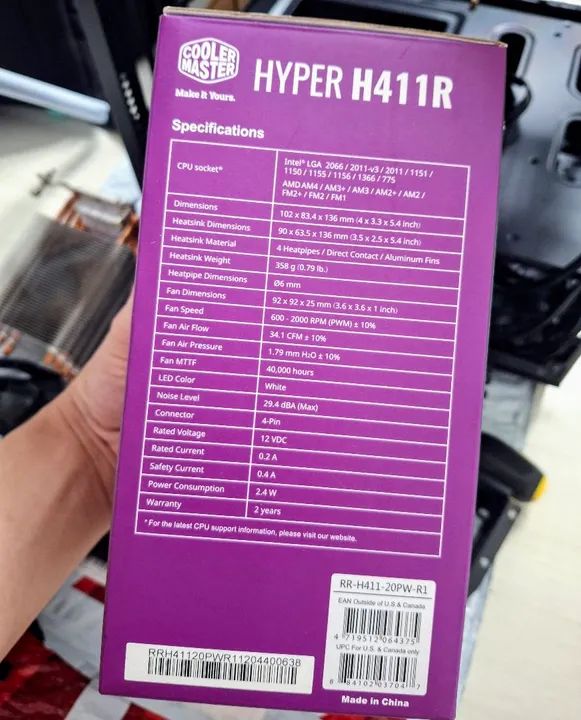 COOLER
MASTER
Make it Yours.
HYPER H411R
Specifications
CPU socket*
Intel® LGA 2066 / 2011-v3 / 2011 / 1151 /
1150 / 1155 / 1156 / 1366 / 775
AMD AM4 / AM3+ / AM3 / AM2+ / AM2 /
FM2+ / FM2 / FM1
Dimensions 102 x 83.4 x 136 mm (4 x 3.3 x 5.4 inch)
Heatsink Dimensions 90 x 63.5 x 136 mm (3.5 x 2.5 x 5.4 inch)
Heatsink Material 4 Heatpipes / Direct Contact / Aluminum Fins
Heatsink Weight 358 g (0.79 lb.)
Heatpipe Dimensions Ø6 mm
Fan Dimensions 92 x 92 x 25 mm (3.6 x 3.6 x 1 inch)
Fan Speed 600 - 2000 RPM (PWM) ± 10%
Fan Air Flow 34.1 CFM ± 10%
Fan Air Pressure 1.79 mm H₂O ± 10%
Fan MTTF 40,000 hours
LED Color White
Noise Level 29.4 dBA (Max)
Connector 4-Pin
Rated Voltage 12 VDC
Rated Current 0.2 A
Safety Current 0.4 A
Power Consumption 2.4 W
Warranty 2 years
* For the latest CPU support information, please visit our website.
RR-H411-20PW-R1
EAN Outside of U.S & Canada
4 719512 064375
UPC For U.S. & Canada only
8 84102 03704 7
RRH41120PWR11204400638
Made in China